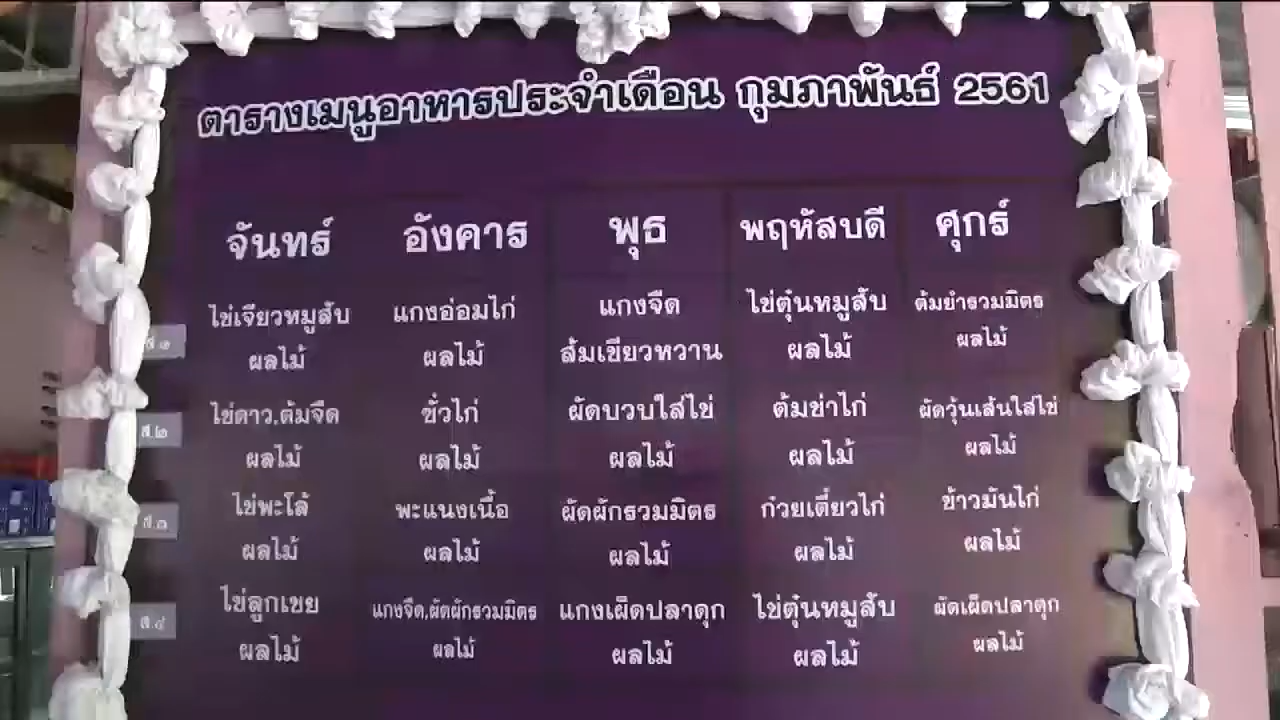 ตารางเมนูอาหารประจำเดือน กุมภาพันธ์ 2561
จันทร์ อังคาร พุธ พฤหัสบดี ศุกร์
ส.๑ ไข่เจียวหมูสับ แกงอ่อมไก่ แกงจืด ไข่ตุ๋นหมูสับ ต้มยำรวมมิตร
ผลไม้ ผลไม้ ส้มเขียวหวาน ผลไม้ ผลไม้
ส.๒ ไข่ดาว,ต้มจืด ขั่วไก่ ผัดบวบใส่ไข่ ต้มข่าไก่ ผัดวุ้นเส้นใส่ไข่
ผลไม้ ผลไม้ ผลไม้ ผลไม้ ผลไม้
ส.๓ ไข่พะโล้ พะแนงเนื้อ ผัดผักรวมมิตร ก๋วยเตี๋ยวไก่ ข้าวมันไก่
ผลไม้ ผลไม้ ผลไม้ ผลไม้ ผลไม้
ส.๔ ไข่ลูกเขย แกงจืด,ผัดผักรวมมิตร แกงเผ็ดปลาดุก ไข่ตุ๋นหมูสับ ผัดเผ็ดปลาดุก
ผลไม้ ผลไม้ ผลไม้ ผลไม้ ผลไม้